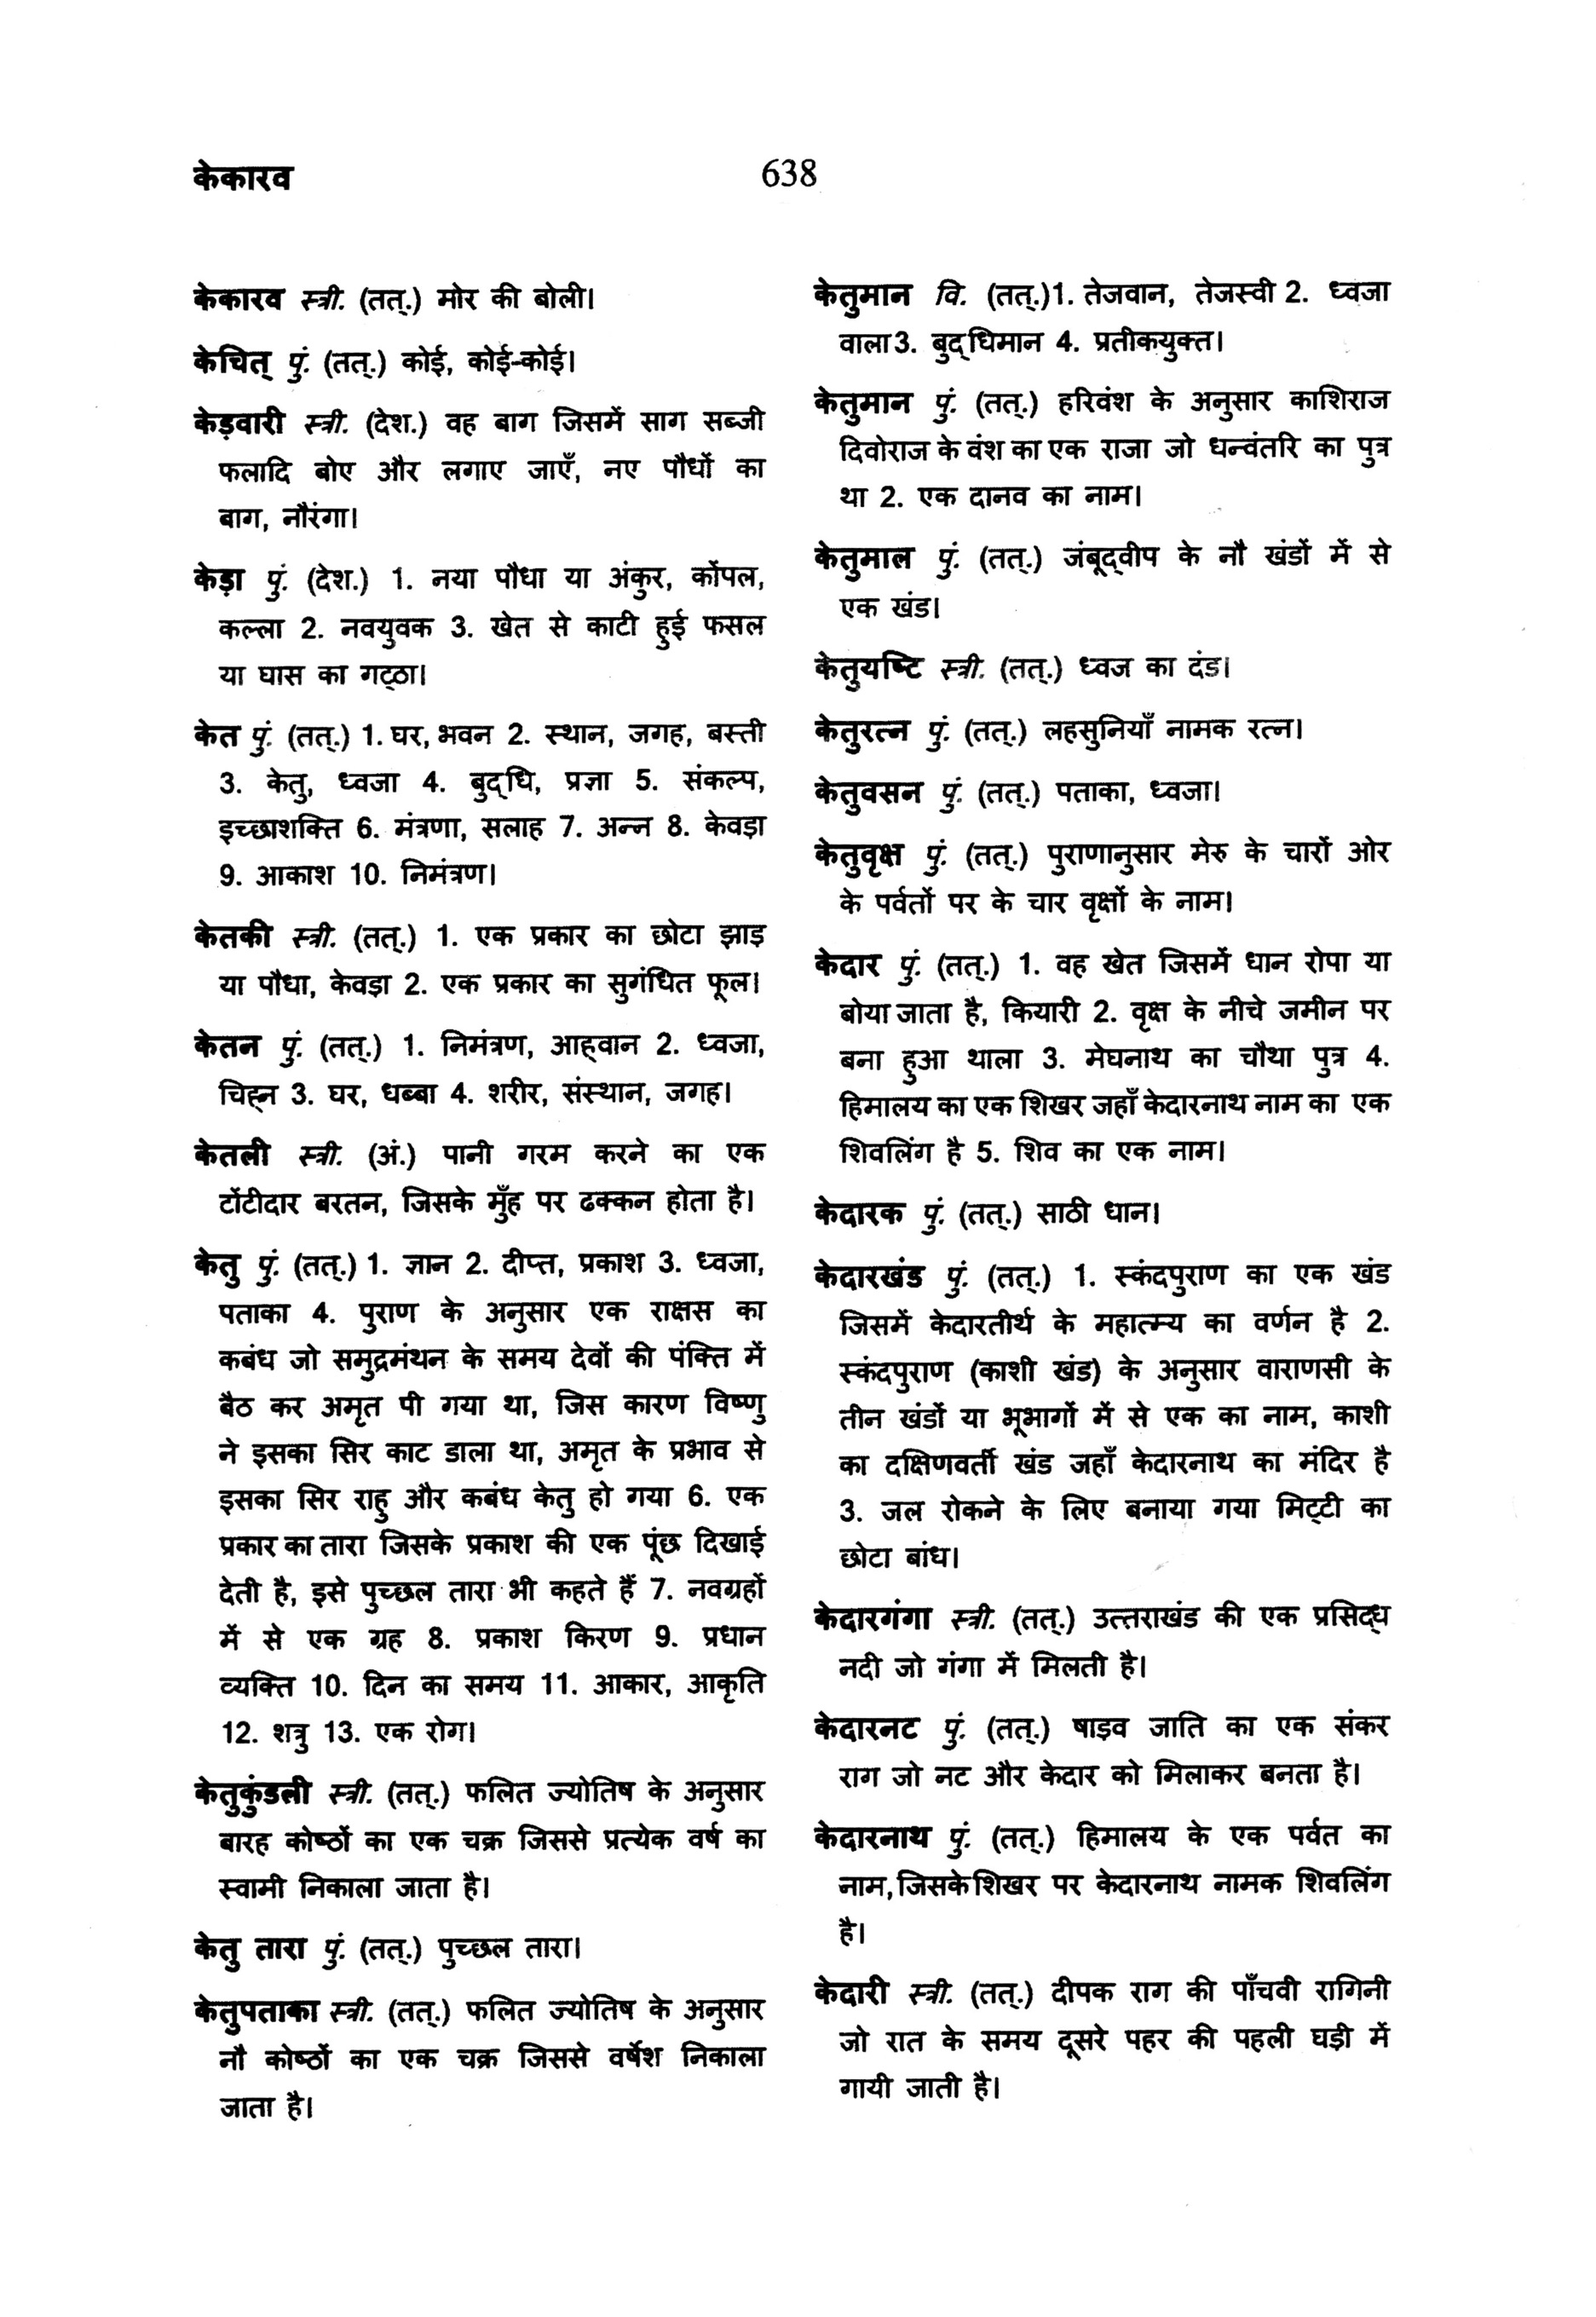 केकारव
638
केकारव स्त्री. (तत्.) मोर की बोली।
केचित् पुं. (तत्.) कोई, कोई-कोई।
केड़वारी स्त्री. (देश.) वह बाग जिसमें साग सब्जी
फलादि बोए और लगाए जाएँ, नए पौधों का
बाग, नौरंगा।
केड़ा पुं. (देश.) 1. नया पौधा या अंकुर, कोंपल,
कल्ला 2. नवयुवक 3. खेत से काटी हुई फसल
या घास का गट्ठा।
केत पुं. (तत्.) 1. घर, भवन 2. स्थान, जगह, बस्ती
3. केतु, ध्वजा 4. बुद्धि, प्रज्ञा 5. संकल्प,
इच्छाशक्ति 6. मंत्रणा, सलाह 7. अन्न 8. केवड़ा
9. आकाश 10. निमंत्रण।
केतकी स्त्री. (तत्.) 1. एक प्रकार का छोटा झाड़
या पौधा, केवड़ा 2. एक प्रकार का सुगंधित फूल।
केतन पुं. (तत्.) 1. निमंत्रण, आह्वान 2. ध्वजा,
चिह्न 3. घर, धब्बा 4. शरीर, संस्थान, जगह।
केतली स्त्री. (अं.) पानी गरम करने का एक
टोंटीदार बरतन, जिसके मुँह पर ढक्कन होता है।
केतु पुं. (तत्.) 1. ज्ञान 2. दीप्त, प्रकाश 3. ध्वजा,
पताका 4. पुराण के अनुसार एक राक्षस का
कबंध जो समुद्रमंथन के समय देवों की पंक्ति में
बैठ कर अमृत पी गया था, जिस कारण विष्णु
ने इसका सिर काट डाला था, अमृत के प्रभाव से
इसका सिर राहु और कबंध केतु हो गया 6. एक
प्रकार का तारा जिसके प्रकाश की एक पूंछ दिखाई
देती है, इसे पुच्छल तारा भी कहते हैं 7. नवग्रहों
में से एक ग्रह 8. प्रकाश किरण 9. प्रधान
व्यक्ति 10. दिन का समय 11. आकार, आकृति
12. शत्रु 13. एक रोग।
केतुकुंडली स्त्री. (तत्.) फलित ज्योतिष के अनुसार
बारह कोष्ठों का एक चक्र जिससे प्रत्येक वर्ष का
स्वामी निकाला जाता है।
केतु तारा पुं. (तत्.) पुच्छल तारा।
केतुपताका स्त्री. (तत्.) फलित ज्योतिष के अनुसार
नौ कोष्ठों का एक चक्र जिससे वर्षेश निकाला
जाता है।
केतुमान वि. (तत्.)1. तेजवान, तेजस्वी 2. ध्वजा
वाला 3. बुद्धिमान 4. प्रतीकयुक्त।
केतुमान पुं. (तत्.) हरिवंश के अनुसार काशिराज
दिवोराज के वंश का एक राजा जो धन्वंतरि का पुत्र
था 2. एक दानव का नाम।
केतुमाल पुं. (तत्.) जंबूद्वीप के नौ खंडों में से
एक खंड।
केतुयष्टि स्त्री. (तत्.) ध्वज का दंड।
केतुरत्न पुं. (तत्.) लहसुनियाँ नामक रत्न।
केतुवसन पुं. (तत्.) पताका, ध्वजा।
केतुवृक्ष पुं. (तत्.) पुराणानुसार मेरु के चारों ओर
के पर्वतों पर के चार वृक्षों के नाम।
केदार पुं. (तत्.) 1. वह खेत जिसमें धान रोपा या
बोया जाता है, कियारी 2. वृक्ष के नीचे जमीन पर
बना हुआ थाला 3. मेघनाथ का चौथा पुत्र 4.
हिमालय का एक शिखर जहाँ केदारनाथ नाम का एक
शिवलिंग है 5. शिव का एक नाम।
केदारक पुं. (तत्.) साठी धान।
केदारखंड पुं. (तत्.) 1. स्कंदपुराण का एक खंड
जिसमें केदारतीर्थ के महात्म्य का वर्णन है 2.
स्कंदपुराण (काशी खंड) के अनुसार वाराणसी के
तीन खंडों या भूभागों में से एक का नाम, काशी
का दक्षिणवर्ती खंड जहाँ केदारनाथ का मंदिर है
3. जल रोकने के लिए बनाया गया मिट्टी का
छोटा बांध।
केदारगंगा स्त्री. (तत्.) उत्तराखंड की एक प्रसिद्ध
नदी जो गंगा में मिलती है।
केदारनट पुं. (तत्.) षाड़व जाति का एक संकर
राग जो नट और केदार को मिलाकर बनता है।
केदारनाथ पुं. (तत्.) हिमालय के एक पर्वत का
नाम, जिसके शिखर पर केदारनाथ नामक शिवलिंग
है।
केदारी स्त्री. (तत्.) दीपक राग की पाँचवी रागिनी
जो रात के समय दूसरे पहर की पहली घड़ी में
गायी जाती है।